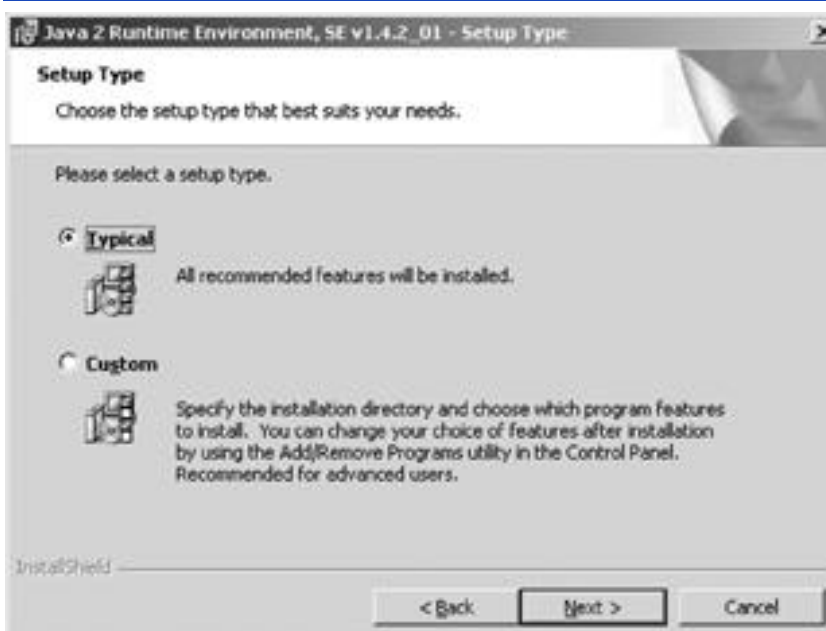 Java 2 Runtime Environment, SE v1.4.2_01 - Setup Type
Setup Type
Choose the setup type that best suits your needs.
Please select a setup type.
Typical
All recommended features will be installed.
Custom
Specify the installation directory and choose which program features
to install. You can change your choice of features after installation
by using the Add/Remove Programs utility in the Control Panel.
Recommended for advanced users.
InstallShield
< Back Next > Cancel